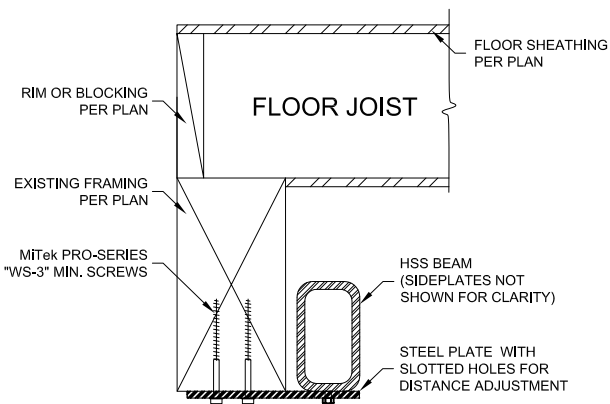 FLOOR SHEATHING
PER PLAN
RIM OR BLOCKING
PER PLAN
FLOOR JOIST
EXISTING FRAMING
PER PLAN
MiTek PRO-SERIES
"WS-3" MIN. SCREWS
HSS BEAM
(SIDEPLATES NOT
SHOWN FOR CLARITY)
STEEL PLATE WITH
SLOTTED HOLES FOR
DISTANCE ADJUSTMENT